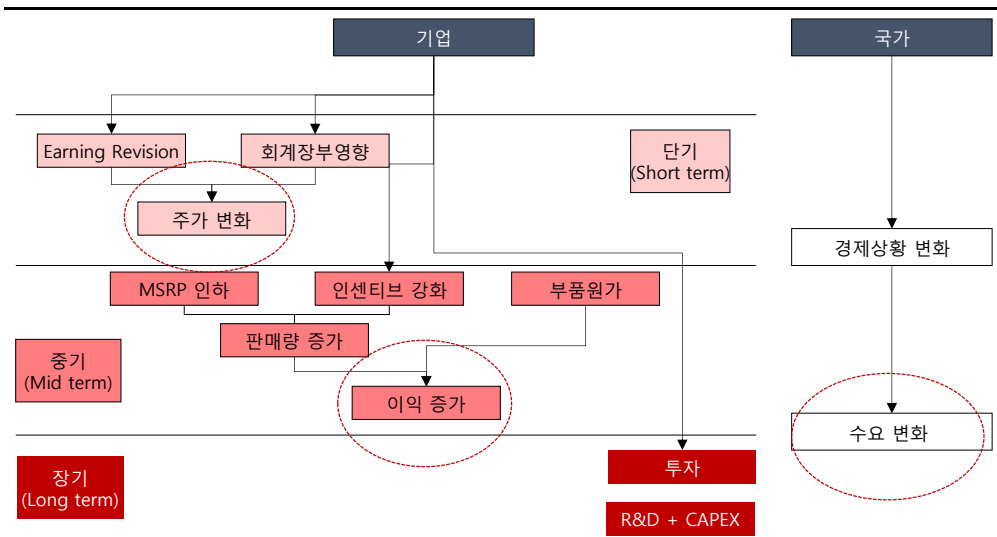 기업
국가
Earning Revision
회계장부영향
단기
(Short term)
주가 변화
경제상황 변화
MSRP 인하
인센티브 강화
부품원가
판매량 증가
중기
(Mid term)
이익 증가
수요 변화
장기
(Long term)
투자
R&D + CAPEX